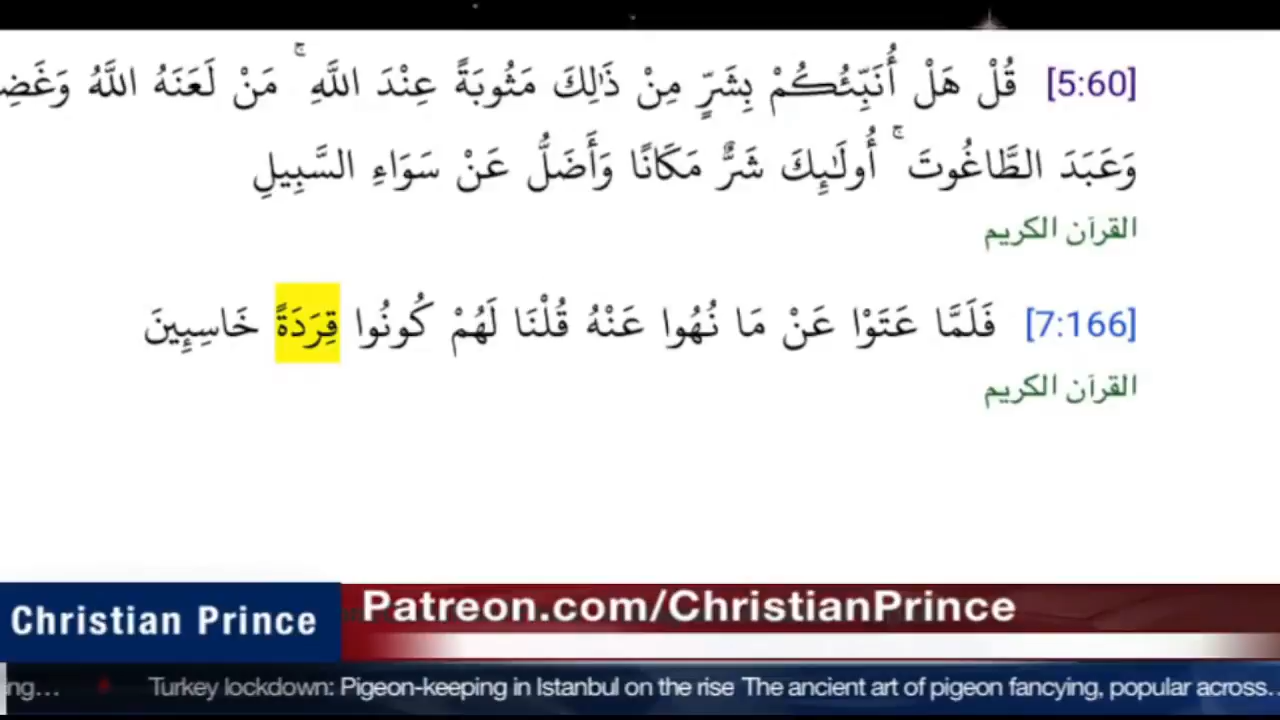 [5:60] قُلْ هَلْ أُنَبِّئُكُمْ بِشَرٍّ مِنْ ذَٰلِكَ مَثُوبَةً عِنْدَ اللَّهِ ۚ مَنْ لَعَنَهُ اللَّهُ وَغَضِ
وَعَبَدَ الطَّاغُوتَ ۚ أُولَـٰئِكَ شَرٌّ مَكَانًا وَأَضَلُّ عَنْ سَوَاءِ السَّبِيلِ
القرآن الكريم
[7:166] فَلَمَّا عَتَوْا عَنْ مَا نُهُوا عَنْهُ قُلْنَا لَهُمْ كُونُوا قِرَدَةً خَاسِئِينَ
القرآن الكريم
Christian Prince
Patreon.com/ChristianPrince
ng... Turkey lockdown: Pigeon-keeping in Istanbul on the rise The ancient art of pigeon fancying, popular across...